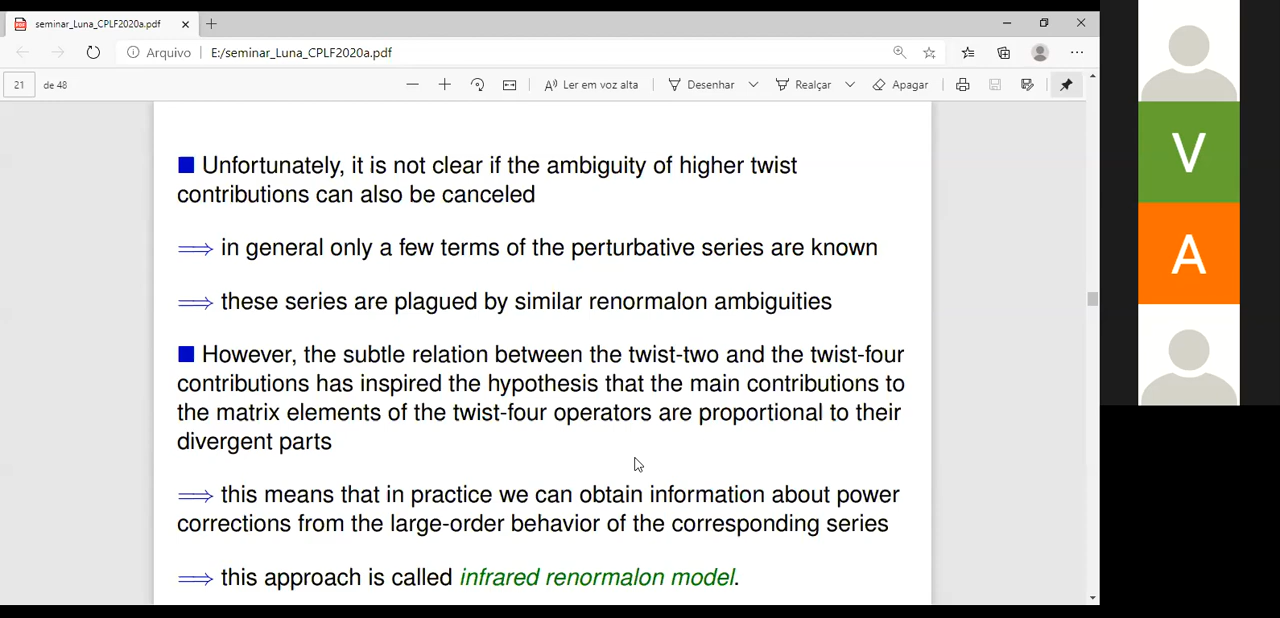 seminar_Luna_CPLF2020a.pdf
Arquivo E:/seminar_Luna_CPLF2020a.pdf
21 de 48 Ler em voz alta Desenhar Realçar Apagar
Unfortunately, it is not clear if the ambiguity of higher twist
contributions can also be canceled
⟹ in general only a few terms of the perturbative series are known
⟹ these series are plagued by similar renormalon ambiguities
However, the subtle relation between the twist-two and the twist-four
contributions has inspired the hypothesis that the main contributions to
the matrix elements of the twist-four operators are proportional to their
divergent parts
⟹ this means that in practice we can obtain information about power
corrections from the large-order behavior of the corresponding series
⟹ this approach is called infrared renormalon model.
V
A